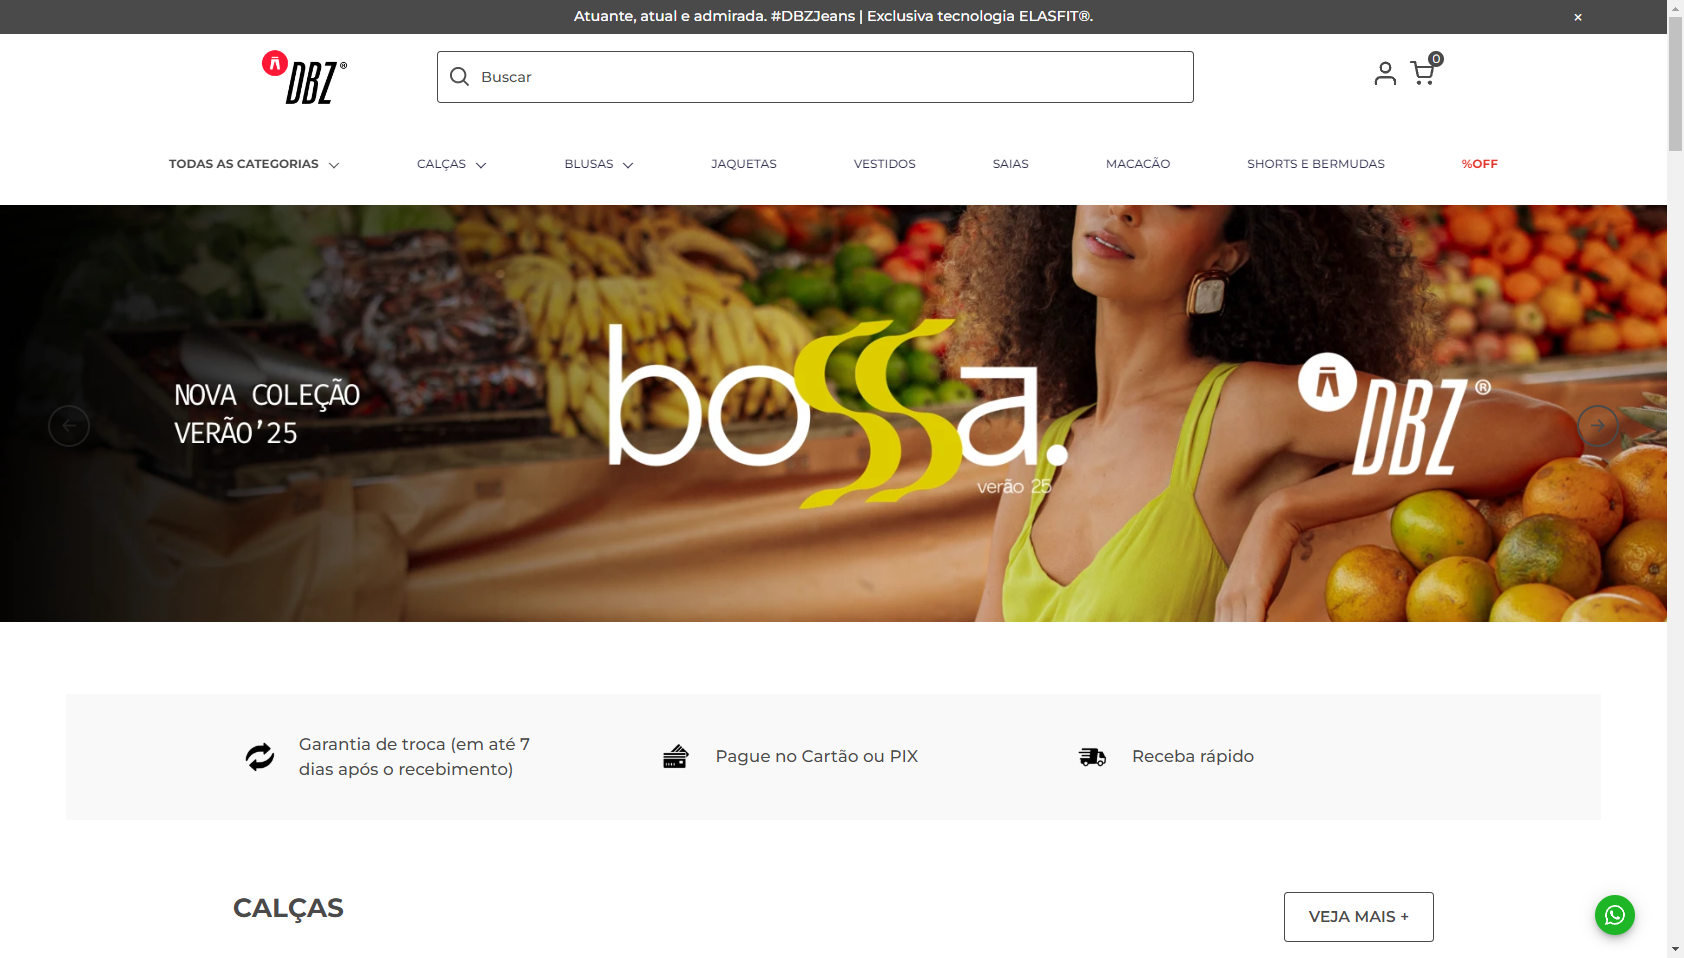 Atuante, atual e admirada. #DBZJeans | Exclusiva tecnologia ELASFIT®.
×
DBZ®
Buscar
0
TODAS AS CATEGORIAS
CALÇAS
BLUSAS
JAQUETAS
VESTIDOS
SAIAS
MACACÃO
SHORTS E BERMUDAS
%OFF
NOVA COLEÇÃO
VERÃO’25
bossa.
verão 25
DBZ®
Garantia de troca (em até 7
dias após o recebimento)
Pague no Cartão ou PIX
Receba rápido
CALÇAS
VEJA MAIS +